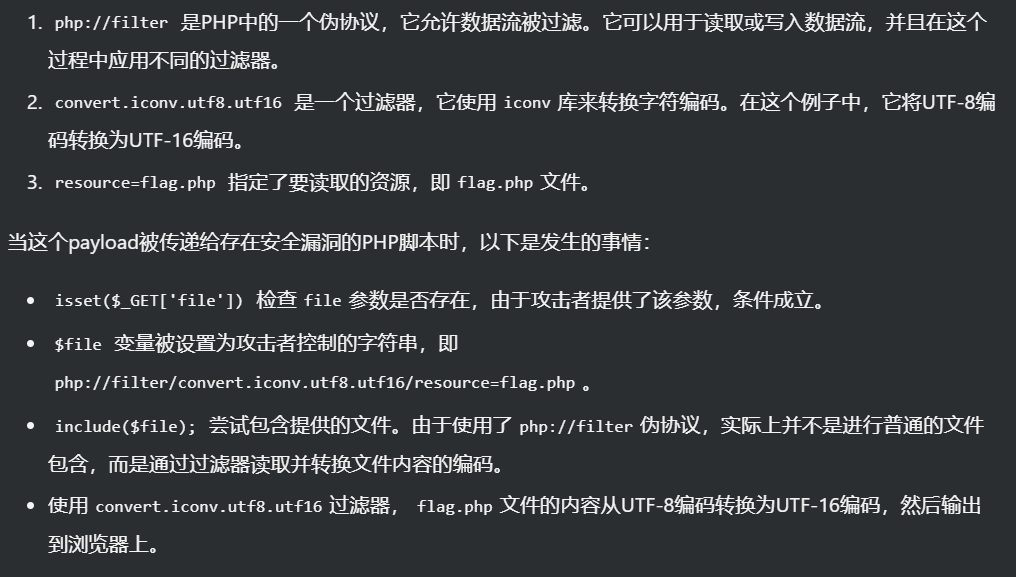 1. php://filter 是PHP中的一个伪协议，它允许数据流被过滤。它可以用于读取或写入数据流，并且在这个
过程中应用不同的过滤器。
2. convert.iconv.utf8.utf16 是一个过滤器，它使用 iconv 库来转换字符编码。在这个例子中，它将UTF-8编
码转换为UTF-16编码。
3. resource=flag.php 指定了要读取的资源，即 flag.php 文件。
当这个payload被传递给存在安全漏洞的PHP脚本时，以下是发生的事情：
• isset($_GET['file']) 检查 file 参数是否存在，由于攻击者提供了该参数，条件成立。
• $file 变量被设置为攻击者控制的字符串，即
php://filter/convert.iconv.utf8.utf16/resource=flag.php 。
• include($file); 尝试包含提供的文件。由于使用了 php://filter 伪协议，实际上并不是进行普通的文件
包含，而是通过过滤器读取并转换文件内容的编码。
• 使用 convert.iconv.utf8.utf16 过滤器， flag.php 文件的内容从UTF-8编码转换为UTF-16编码，然后输出
到浏览器上。